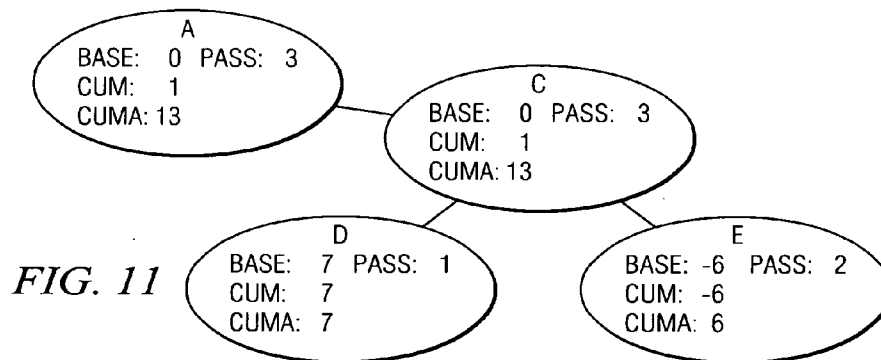 A
BASE: 0 PASS: 3
CUM: 1
CUMA: 13
C
BASE: 0 PASS: 3
CUM: 1
CUMA: 13
D
BASE: 7 PASS: 1
CUM: 7
CUMA: 7
E
BASE: -6 PASS: 2
CUM: -6
CUMA: 6
FIG. 11